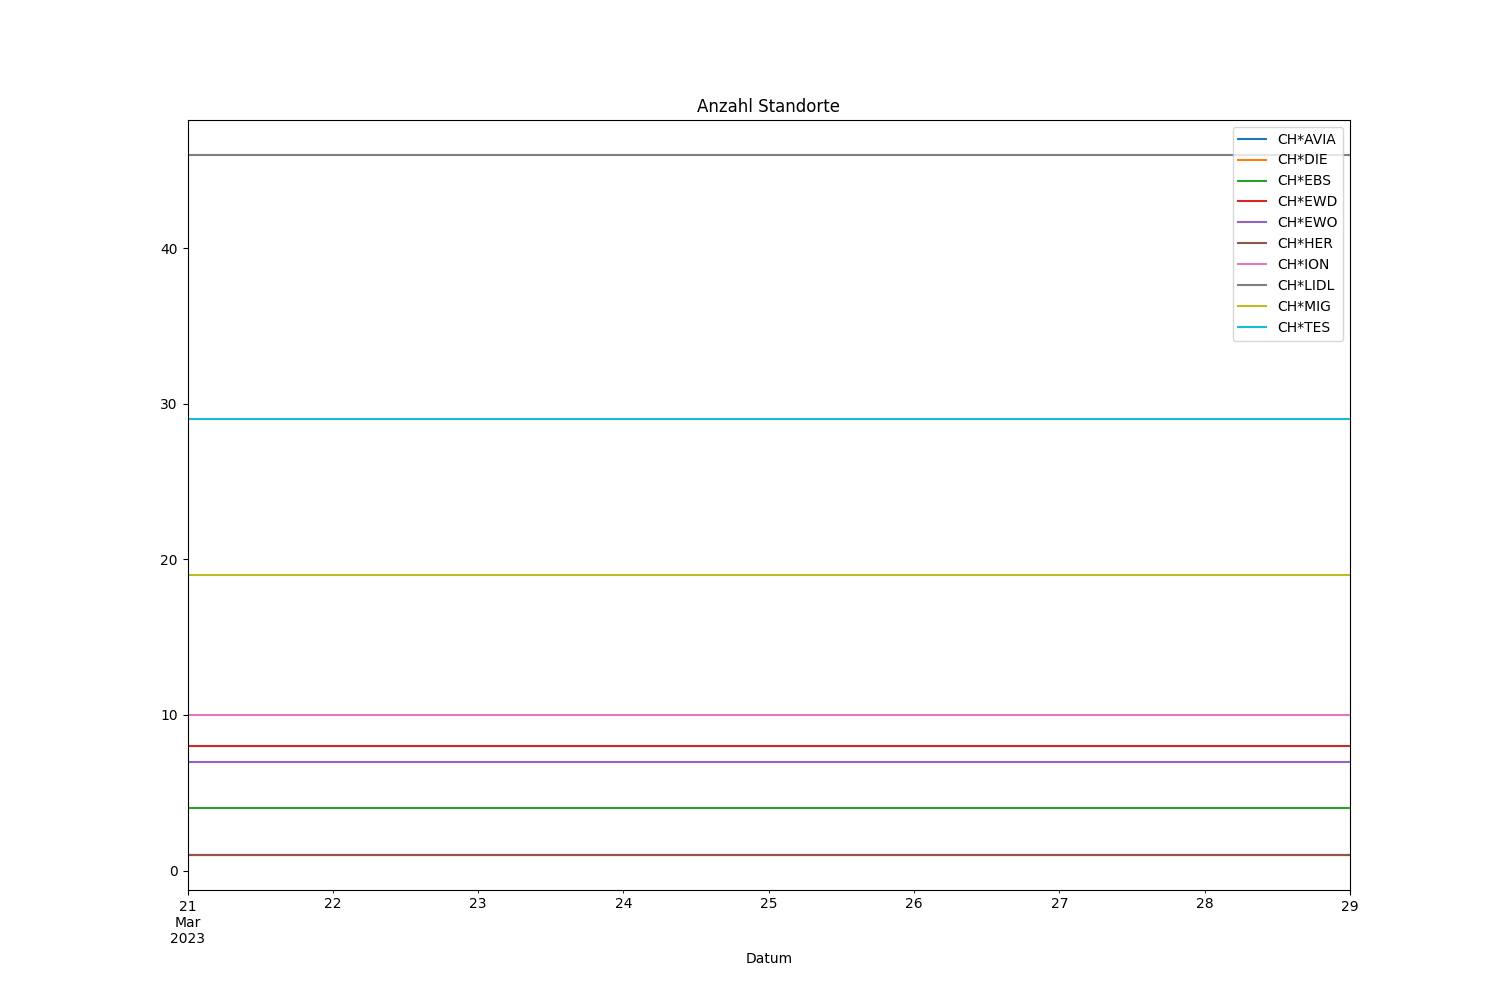 Anzahl Standorte
CH*AVIA
CH*DIE
CH*EBS
CH*EWD
CH*EWO
CH*HER
CH*ION
CH*LIDL
CH*MIG
CH*TES
40
30
20
10
0
21 22 23 24 25 26 27 28 29
Mar
2023
Datum